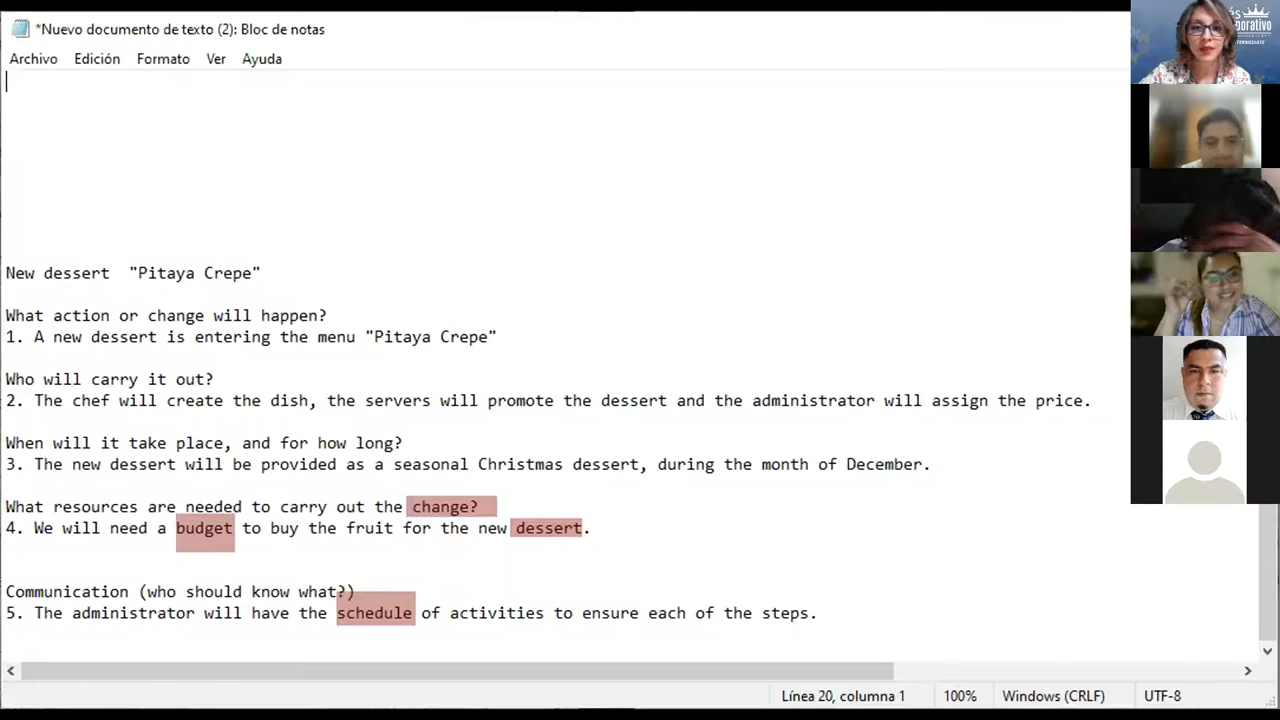 *Nuevo documento de texto (2): Bloc de notas
Archivo Edición Formato Ver Ayuda
New dessert "Pitaya Crepe"
What action or change will happen?
1. A new dessert is entering the menu "Pitaya Crepe"
Who will carry it out?
2. The chef will create the dish, the servers will promote the dessert and the administrator will assign the price.
When will it take place, and for how long?
3. The new dessert will be provided as a seasonal Christmas dessert, during the month of December.
What resources are needed to carry out the change?
4. We will need a budget to buy the fruit for the new dessert.
Communication (who should know what?)
5. The administrator will have the schedule of activities to ensure each of the steps.
Línea 20, columna 1 100% Windows (CRLF) UTF-8